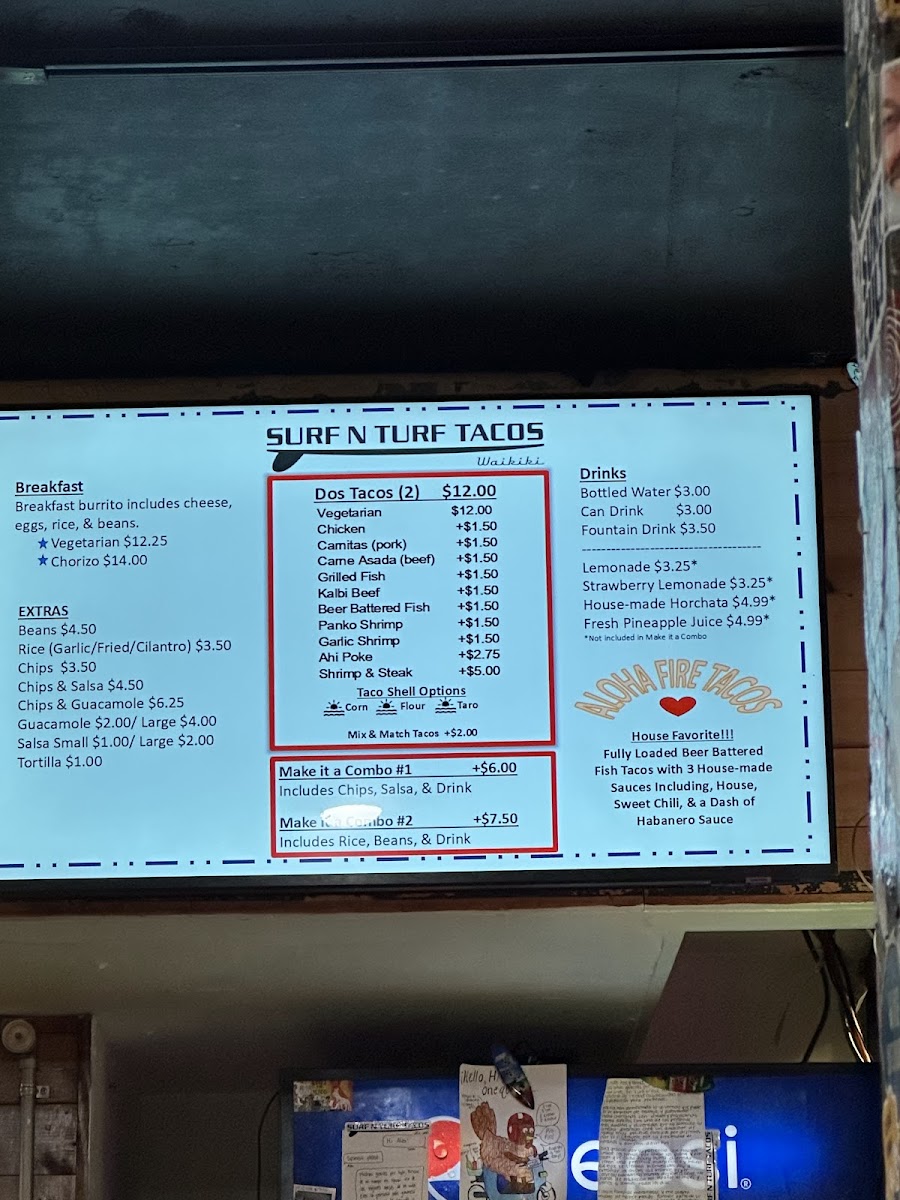 SURF N TURF TACOS
Waikiki
Breakfast
Breakfast burrito includes cheese,
eggs, rice, & beans.
Vegetarian $12.25
Chorizo $14.00
EXTRAS
Beans $4.50
Rice (Garlic/Fried/Cilantro) $3.50
Chips $3.50
Chips & Salsa $4.50
Chips & Guacamole $6.25
Guacamole $2.00/ Large $4.00
Salsa Small $1.00/ Large $2.00
Tortilla $1.00
Dos Tacos (2) $12.00
Vegetarian $12.00
Chicken +$1.50
Carnitas (pork) +$1.50
Carne Asada (beef) +$1.50
Grilled Fish +$1.50
Kalbi Beef +$1.50
Beer Battered Fish +$1.50
Panko Shrimp +$1.50
Garlic Shrimp +$1.50
Ahi Poke +$2.75
Shrimp & Steak +$5.00
Taco Shell Options
Corn Flour Taro
Mix & Match Tacos +$2.00
Make it a Combo #1 +$6.00
Includes Chips, Salsa, & Drink
Make it a Combo #2 +$7.50
Includes Rice, Beans, & Drink
Drinks
Bottled Water $3.00
Can Drink $3.00
Fountain Drink $3.50
Lemonade $3.25*
Strawberry Lemonade $3.25*
House-made Horchata $4.99*
Fresh Pineapple Juice $4.99*
*Not included in Make it a Combo
ALOHA FIRE TACOS
House Favorite!!!
Fully Loaded Beer Battered
Fish Tacos with 3 House-made
Sauces Including, House,
Sweet Chili, & a Dash of
Habanero Sauce
Hello,
SURF N TURF TACOS